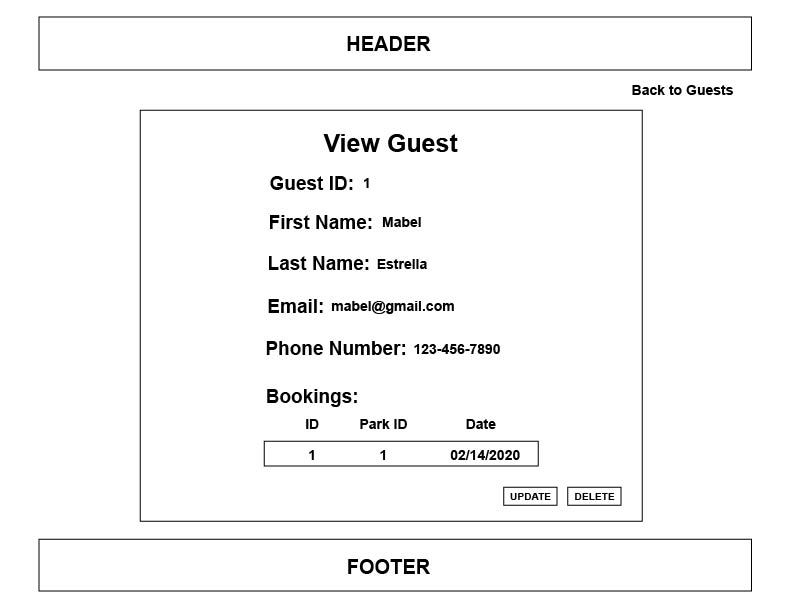 HEADER
Back to Guests
View Guest
Guest ID: 1
First Name: Mabel
Last Name: Estrella
Email: mabel@gmail.com
Phone Number: 123-456-7890
Bookings:
ID Park ID Date
1 1 02/14/2020
UPDATE DELETE
FOOTER